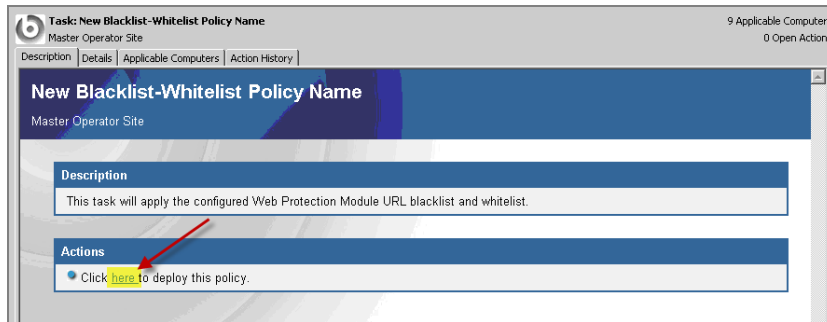 Task: New Blacklist-Whitelist Policy Name
9 Applicable Computer
Master Operator Site
0 Open Action
Description
Details
Applicable Computers
Action History
New Blacklist-Whitelist Policy Name
Master Operator Site
Description
This task will apply the configured Web Protection Module URL blacklist and whitelist.
Actions
Click here to deploy this policy.